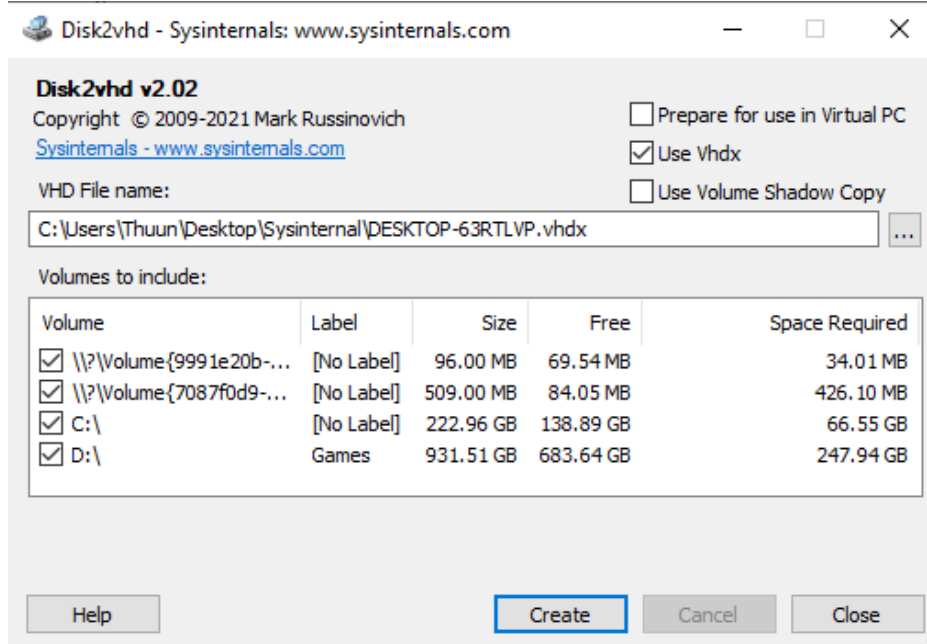 Disk2vhd - Sysinternals: www.sysinternals.com
Disk2vhd v2.02
Copyright © 2009-2021 Mark Russinovich
Sysinternals - www.sysinternals.com
Prepare for use in Virtual PC
Use Vhdx
Use Volume Shadow Copy
VHD File name:
C:\Users\Thuun\Desktop\Sysinternal\DESKTOP-63RTLVP.vhdx
...
Volumes to include:
Volume Label Size Free Space Required
\\?\Volume{9991e20b-... [No Label] 96.00 MB 69.54 MB 34.01 MB
\\?\Volume{7087f0d9-... [No Label] 509.00 MB 84.05 MB 426.10 MB
C:\ [No Label] 222.96 GB 138.89 GB 66.55 GB
D:\ Games 931.51 GB 683.64 GB 247.94 GB
Help Create Cancel Close